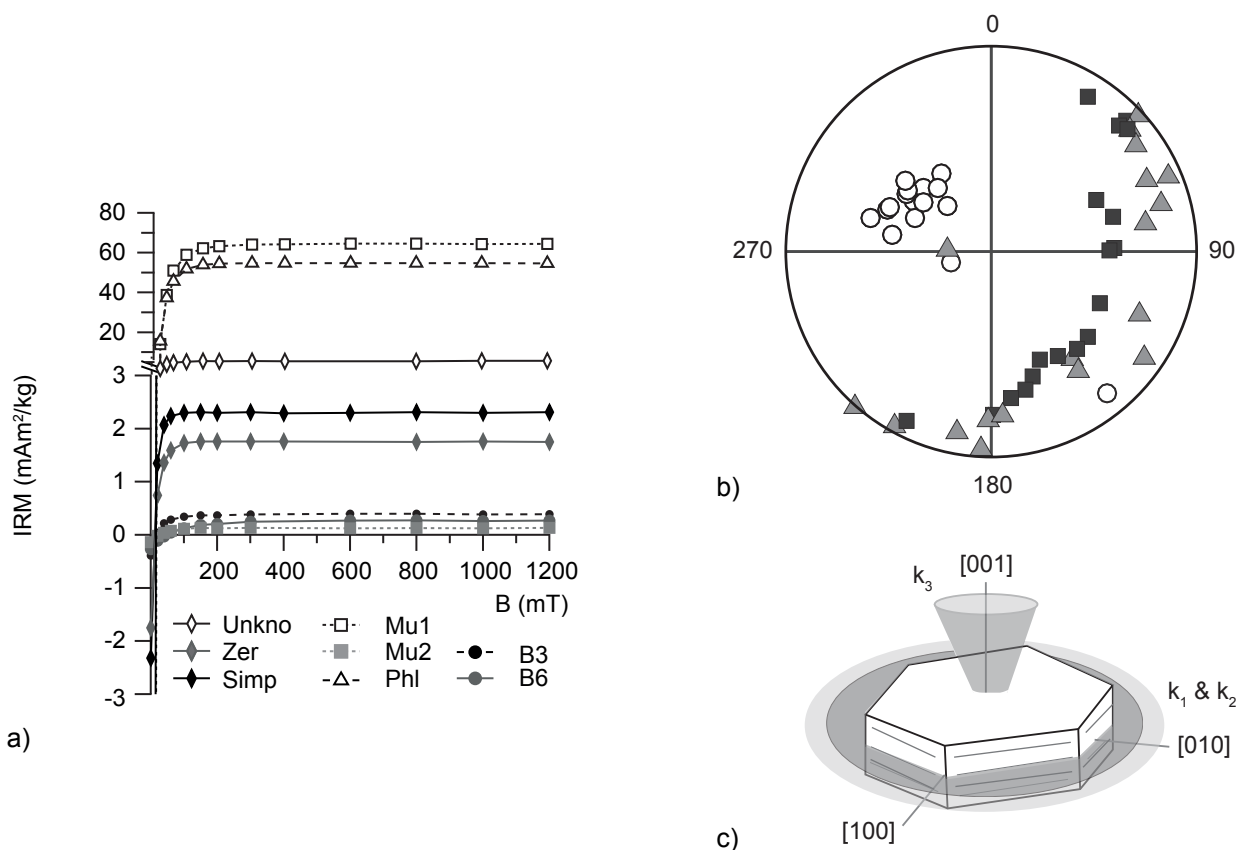 80
60
40
20
3
2
1
0
-1
-2
-3
IRM (mAm²/kg)
200 400 600 800 1000 1200
B (mT)
Unkno
Zer
Simp
Mu1
Mu2
Phl
B3
B6
a)
0
270
90
180
b)
k₃
[001]
k₁ & k₂
[010]
[100]
c)